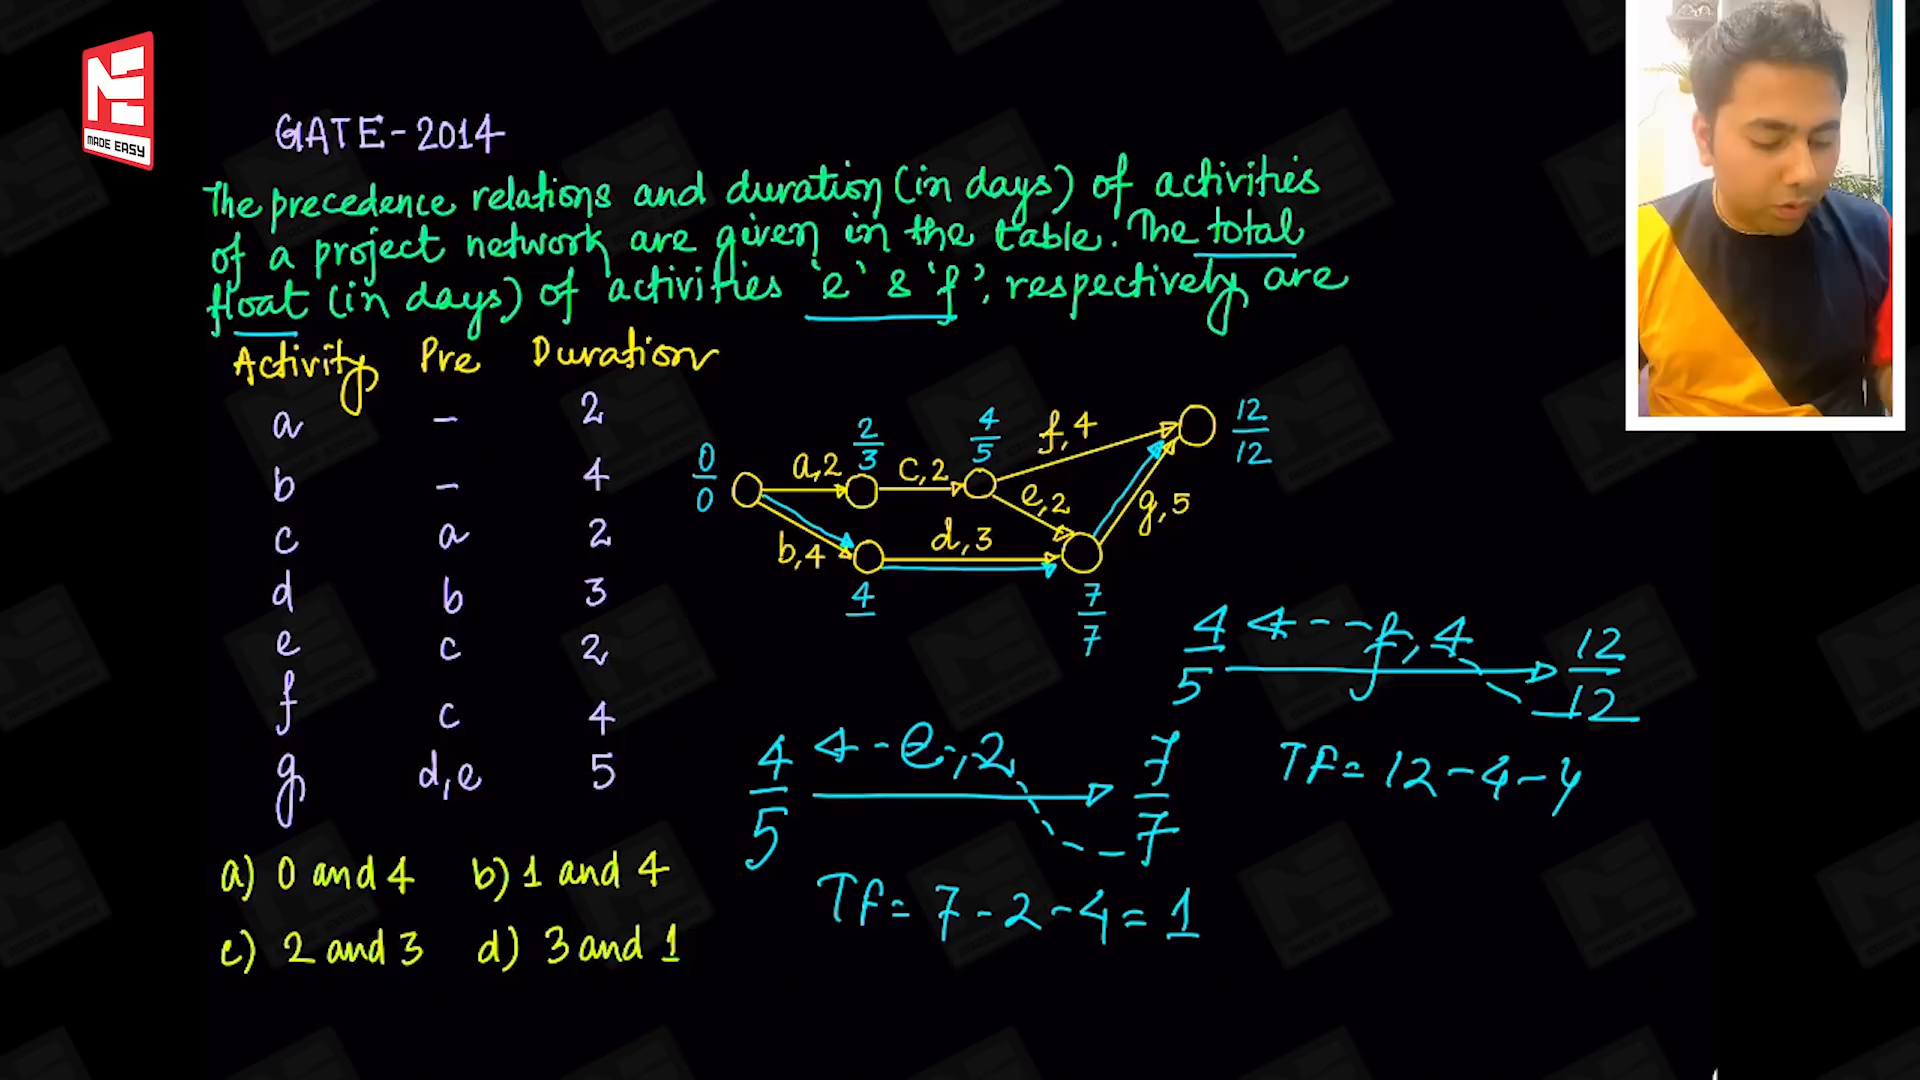 MADE EASY
GATE-2014
The precedence relations and duration (in days) of activities
of a project network are given in the table. The total
float (in days) of activities 'e' & 'f', respectively are
Activity Pre Duration
a - 2
b - 4
c a 2
d b 3
e c 2
f c 4
g d,e 5
a) 0 and 4 b) 1 and 4
c) 2 and 3 d) 3 and 1
0
0
a,2
2
3
c,2
4
5
f,4
12
12
e,2
g,5
b,4
4
d,3
7
7
4 f,4 12
5 12
TF = 12 - 4 - 4
4 e,2 7
5 7
TF = 7 - 2 - 4 = 1